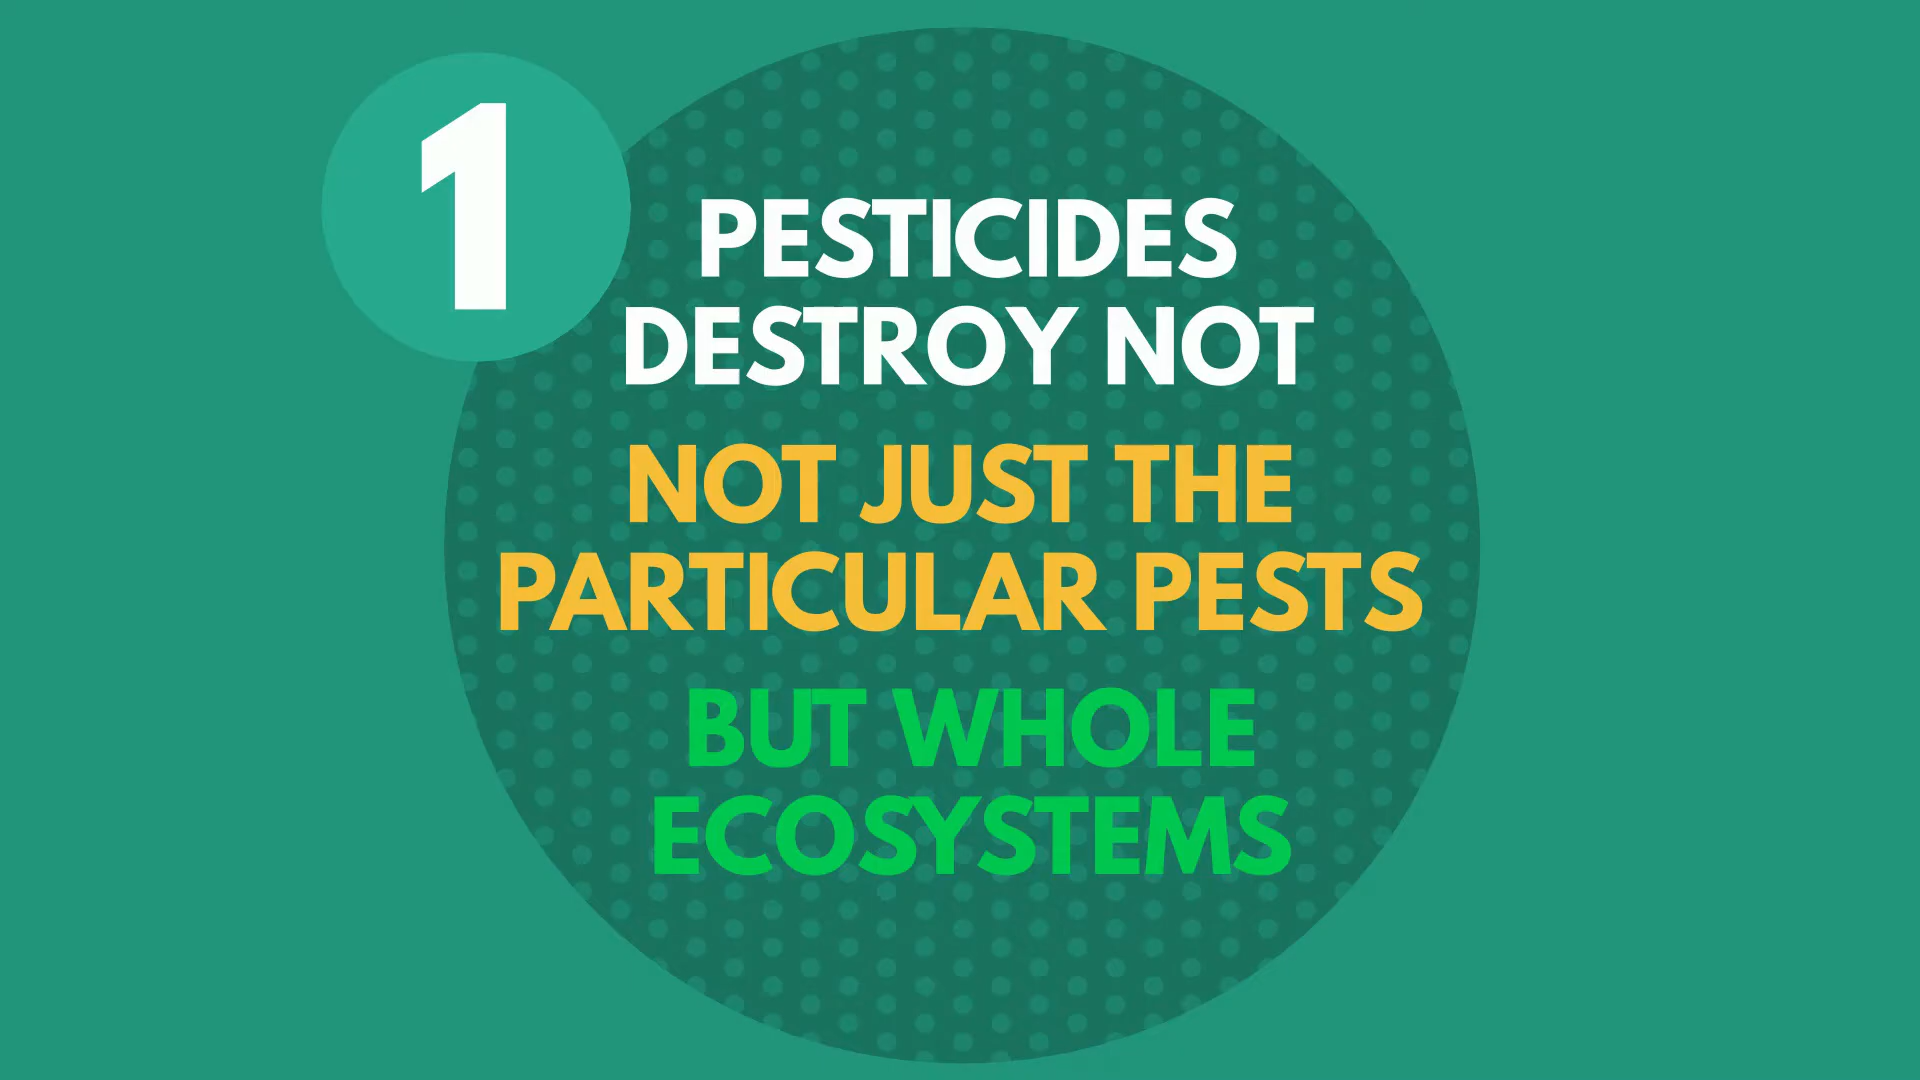 1
PESTICIDES
DESTROY NOT
NOT JUST THE
PARTICULAR PESTS
BUT WHOLE
ECOSYSTEMS